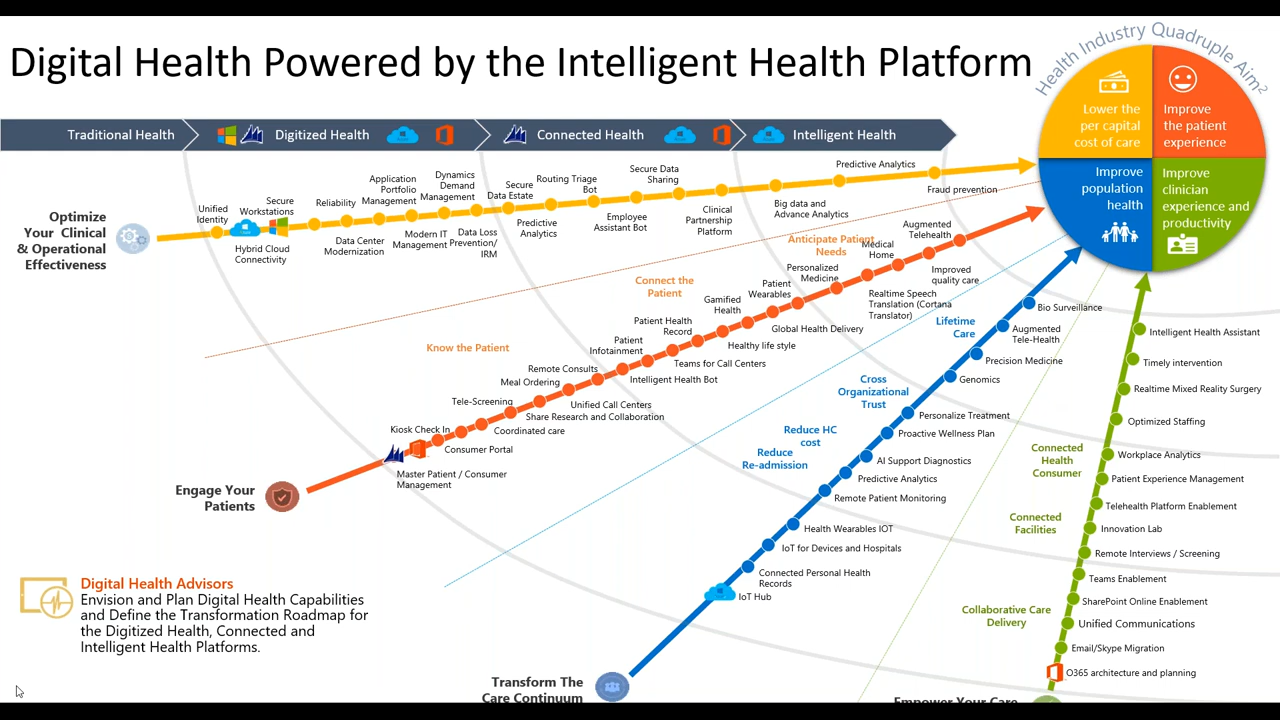 Digital Health Powered by the Intelligent Health Platform
Health Industry Quadruple Aim²
Lower the
per capital
cost of care
Improve
the patient
experience
Improve
population
health
Improve
clinician
experience and
productivity
Traditional Health
Digitized Health
Connected Health
Intelligent Health
Optimize
Your Clinical
& Operational
Effectiveness
Unified
Identity
Hybrid Cloud
Connectivity
Secure
Workstations
Reliability
Data Center
Modernization
Application
Portfolio
Management
Modern IT
Management
Dynamics
Demand
Management
Data Loss
Prevention/
IRM
Secure
Data Estate
Predictive
Analytics
Routing Triage
Bot
Employee
Assistant Bot
Secure Data
Sharing
Clinical
Partnership
Platform
Big data and
Advance Analytics
Predictive Analytics
Fraud prevention
Know the Patient
Connect the
Patient
Anticipate Patient
Needs
Engage Your
Patients
Kiosk Check In
Master Patient / Consumer
Management
Consumer Portal
Tele-Screening
Coordinated care
Meal Ordering
Share Research and Collaboration
Remote Consults
Unified Call Centers
Patient
Infotainment
Intelligent Health Bot
Patient Health
Record
Teams for Call Centers
Gamified
Health
Healthy life style
Patient
Wearables
Global Health Delivery
Personalized
Medicine
Realtime Speech
Translation (Cortana
Translator)
Medical
Home
Augmented
Telehealth
Improved
quality care
Reduce
Re-admission
Reduce HC
cost
Cross
Organizational
Trust
Lifetime
Care
Transform The
Care Continuum
IoT Hub
Connected Personal Health
Records
IoT for Devices and Hospitals
Health Wearables IOT
Remote Patient Monitoring
Predictive Analytics
AI Support Diagnostics
Proactive Wellness Plan
Personalize Treatment
Genomics
Precision Medicine
Augmented
Tele-Health
Bio Surveillance
Collaborative Care
Delivery
Connected
Facilities
Connected
Health
Consumer
Intelligent Health Assistant
Timely intervention
Realtime Mixed Reality Surgery
Optimized Staffing
Workplace Analytics
Patient Experience Management
Telehealth Platform Enablement
Innovation Lab
Remote Interviews / Screening
Teams Enablement
SharePoint Online Enablement
Unified Communications
Email/Skype Migration
O365 architecture and planning
Empower Your Care
Digital Health Advisors
Envision and Plan Digital Health Capabilities
and Define the Transformation Roadmap for
the Digitized Health, Connected and
Intelligent Health Platforms.